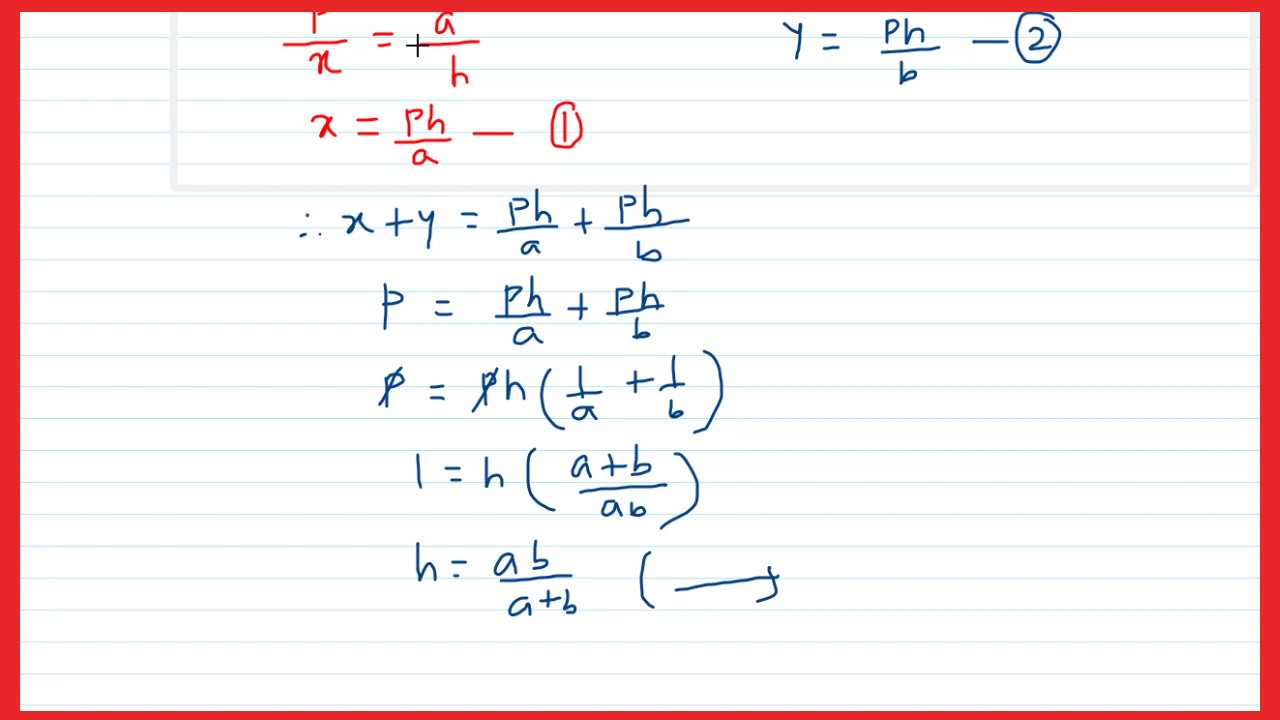 P/x = a/h
x = Ph/a — ①
y = Ph/b — ②
∴ x + y = Ph/a + Ph/b
P = Ph/a + Ph/b
P = Ph (1/a + 1/b)
1 = h (a+b/ab)
h = ab/a+b (